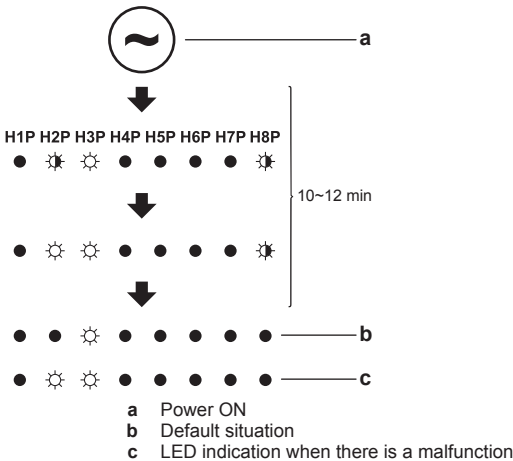 a
H1P H2P H3P H4P H5P H6P H7P H8P
10~12 min
b
c
a Power ON
b Default situation
c LED indication when there is a malfunction